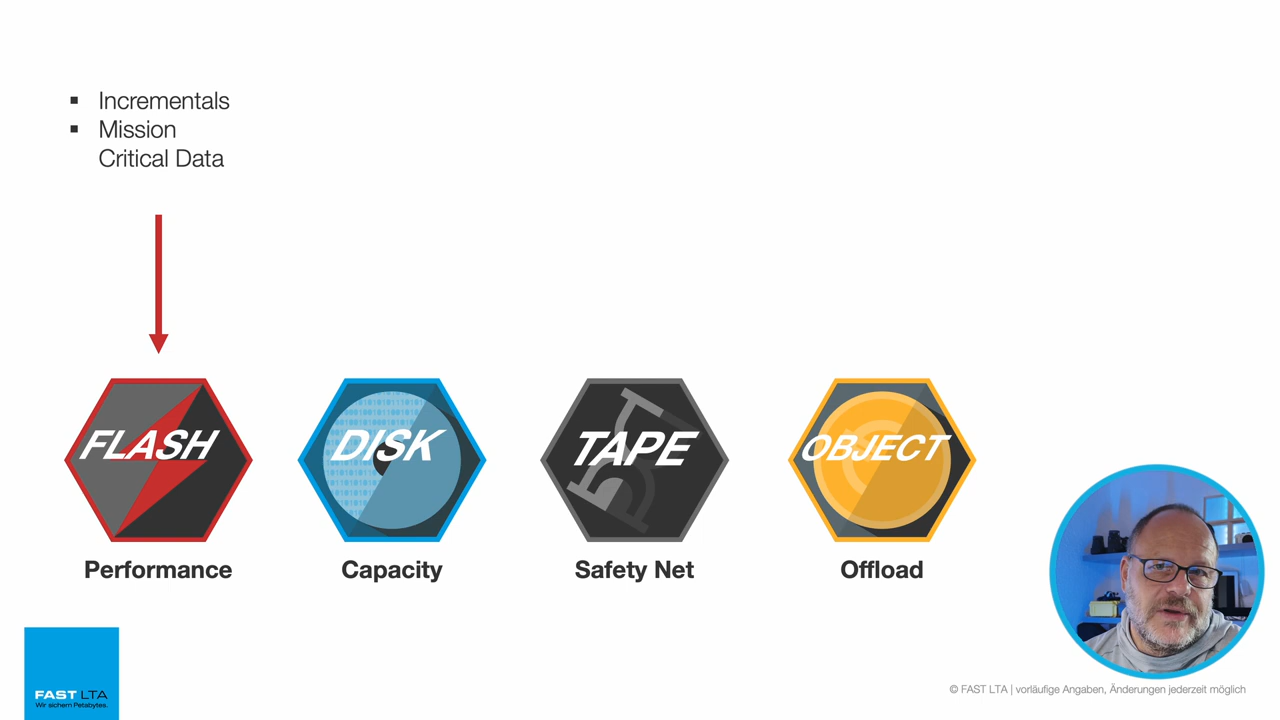 ▪ Incrementals
▪ Mission
Critical Data
FLASH
DISK
TAPE
OBJECT
Performance
Capacity
Safety Net
Offload
FAST LTA
Wir sichern Petabytes.
© FAST LTA | vorläufige Angaben, Änderungen jederzeit möglich